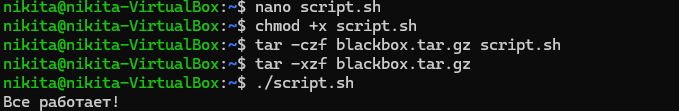 nikita@nikita-VirtualBox:~$ nano script.sh
nikita@nikita-VirtualBox:~$ chmod +x script.sh
nikita@nikita-VirtualBox:~$ tar -czf blackbox.tar.gz script.sh
nikita@nikita-VirtualBox:~$ tar -xzf blackbox.tar.gz
nikita@nikita-VirtualBox:~$ ./script.sh
Все работает!